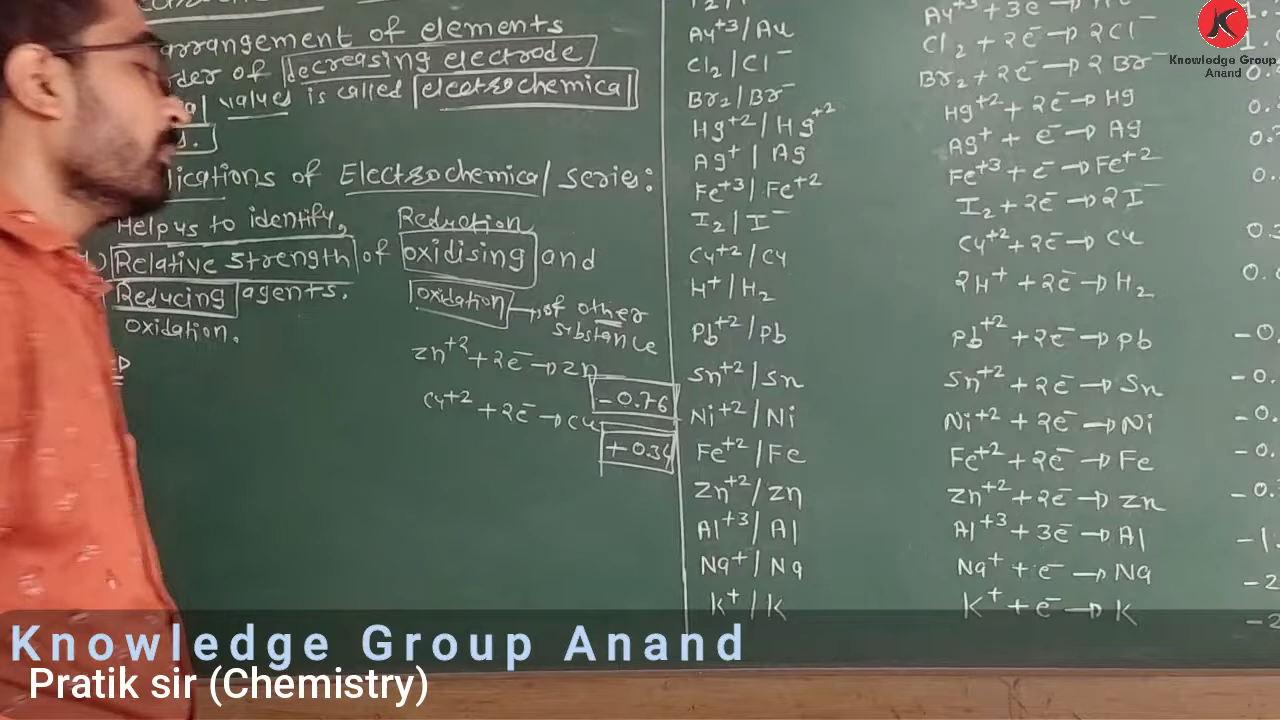 arrangement of elements
order of decreasing electrode
values is called electrochemical
s.
Applications of Electrochemical series:
Help us to identify,
Reduction
Relative Strength of oxidising and
Reducing agents.
oxidation → of other
substance
oxidation.
Zn+2 + 2e- → Zn
-0.76
Cu+2 + 2e- → Cu
+0.34
Au+3/Au
Cl2/Cl-
Br2/Br-
Hg+2/Hg+2
Ag+/Ag
Fe+3/Fe+2
I2/I-
Cu+2/Cu
H+/H2
Pb+2/Pb
Sn+2/Sn
Ni+2/Ni
Fe+2/Fe
Zn+2/Zn
Al+3/Al
Na+/Na
K+/K
Au+3 + 3e- →
Cl2 + 2e- → 2Cl-
Br2 + 2e- → 2Br-
Hg+2 + 2e- → Hg
Ag+ + e- → Ag
Fe+3 + e- → Fe+2
I2 + 2e- → 2I-
Cu+2 + 2e- → Cu
2H+ + 2e- → H2
Pb+2 + 2e- → Pb
Sn+2 + 2e- → Sn
Ni+2 + 2e- → Ni
Fe+2 + 2e- → Fe
Zn+2 + 2e- → Zn
Al+3 + 3e- → Al
Na+ + e- → Na
K+ + e- → K
K
Knowledge Group
Anand
Knowledge Group Anand
Pratik sir (Chemistry)